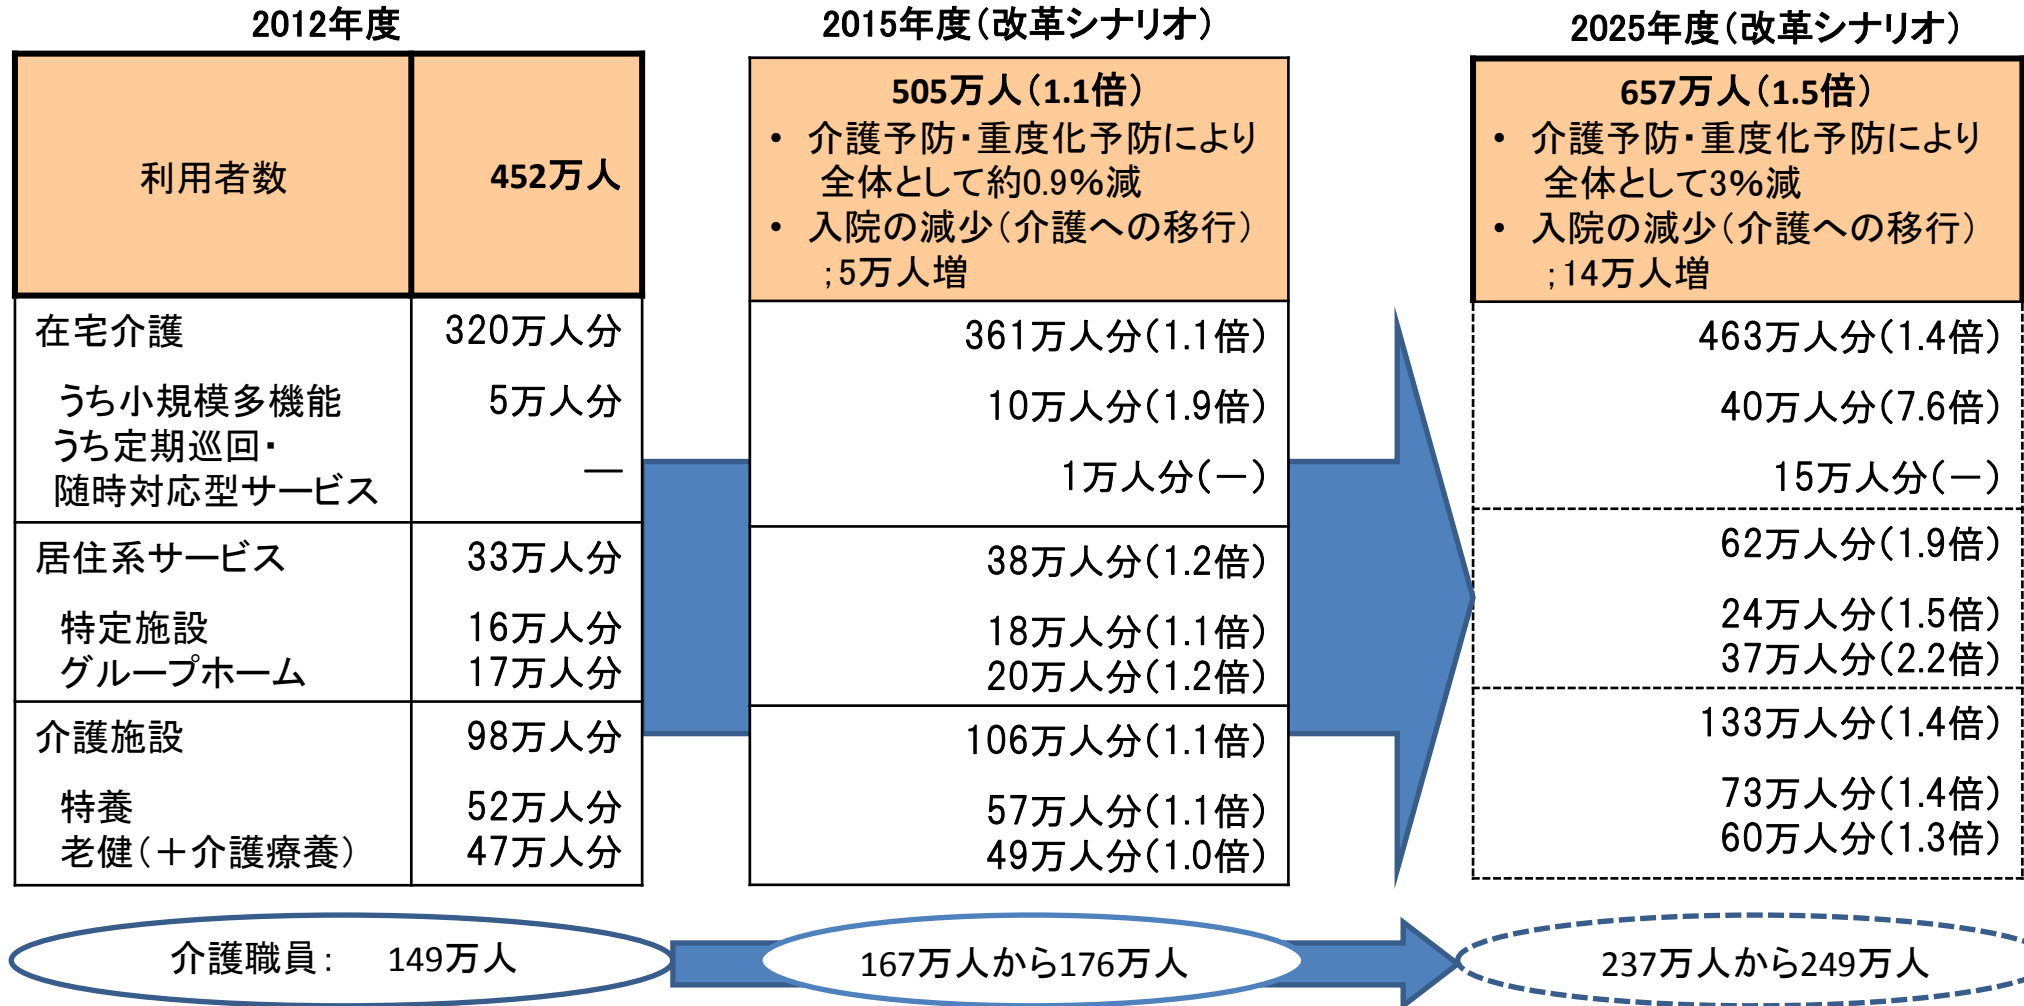 2012年度
利用者数 452万人
在宅介護 320万人分
うち小規模多機能 5万人分
うち定期巡回・
随時対応型サービス ―
居住系サービス 33万人分
特定施設 16万人分
グループホーム 17万人分
介護施設 98万人分
特養 52万人分
老健（＋介護療養） 47万人分
介護職員： 149万人
2015年度（改革シナリオ）
505万人（1.1倍）
• 介護予防・重度化予防により
全体として約0.9%減
• 入院の減少（介護への移行）
；5万人増
361万人分（1.1倍）
10万人分（1.9倍）
1万人分（－）
38万人分（1.2倍）
18万人分（1.1倍）
20万人分（1.2倍）
106万人分（1.1倍）
57万人分（1.1倍）
49万人分（1.0倍）
167万人から176万人
2025年度（改革シナリオ）
657万人（1.5倍）
• 介護予防・重度化予防により
全体として3%減
• 入院の減少（介護への移行）
；14万人増
463万人分（1.4倍）
40万人分（7.6倍）
15万人分（－）
62万人分（1.9倍）
24万人分（1.5倍）
37万人分（2.2倍）
133万人分（1.4倍）
73万人分（1.4倍）
60万人分（1.3倍）
237万人から249万人